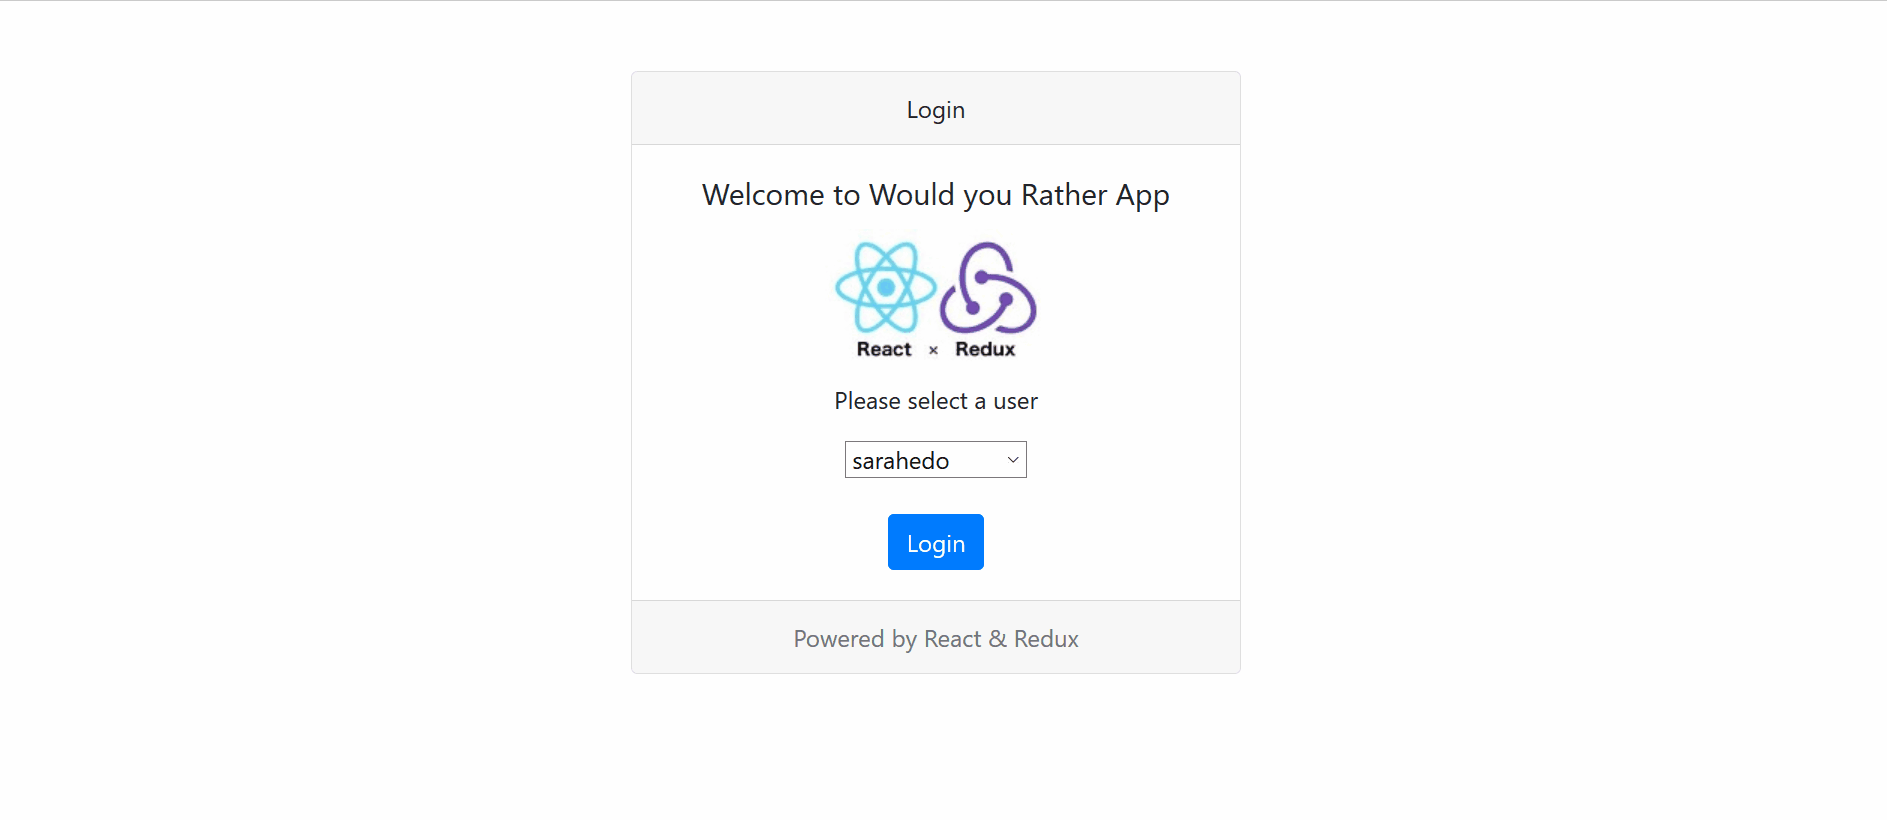 Login
Welcome to Would you Rather App
React × Redux
Please select a user
sarahedo
Login
Powered by React & Redux